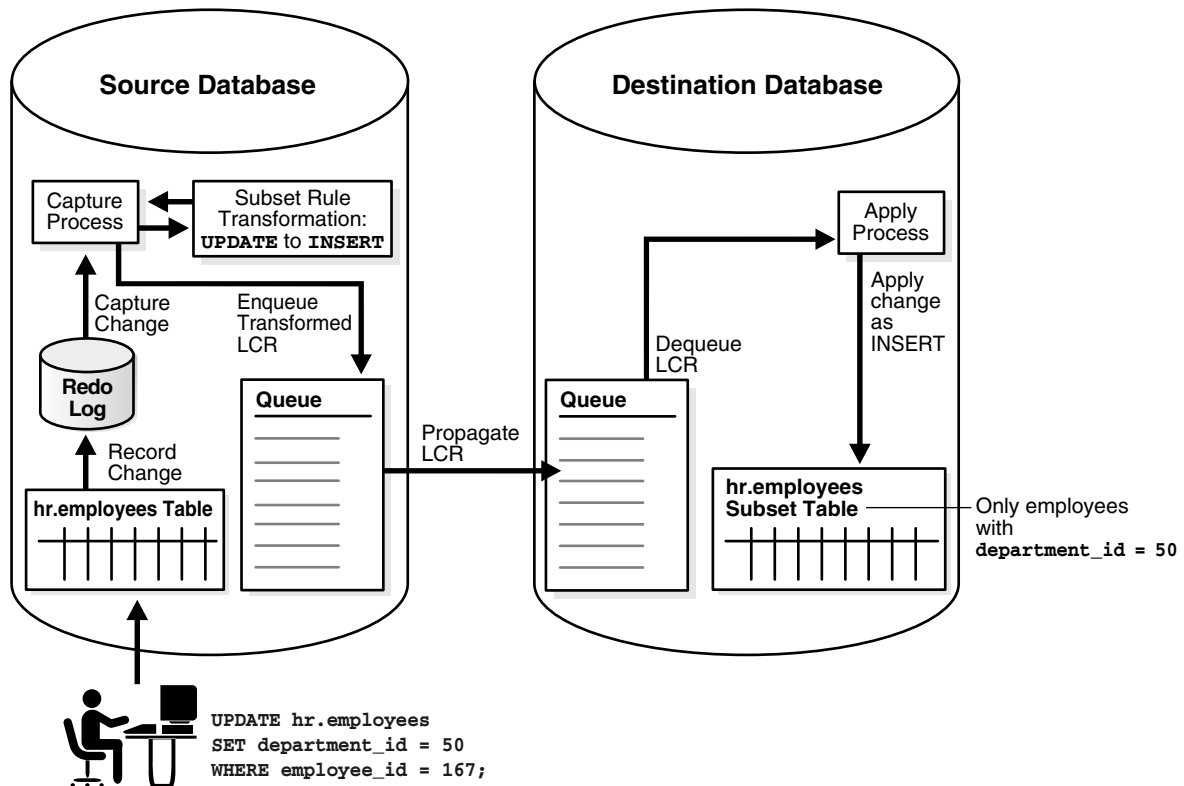 Source Database
Capture
Process
Subset Rule
Transformation:
UPDATE to INSERT
Capture
Change
Enqueue
Transformed
LCR
Redo
Log
Record
Change
hr.employees Table
Queue
Propagate
LCR
Destination Database
Apply
Process
Apply
change
as
INSERT
Dequeue
LCR
Queue
hr.employees
Subset Table
Only employees
with
department_id = 50
UPDATE hr.employees
SET department_id = 50
WHERE employee_id = 167;